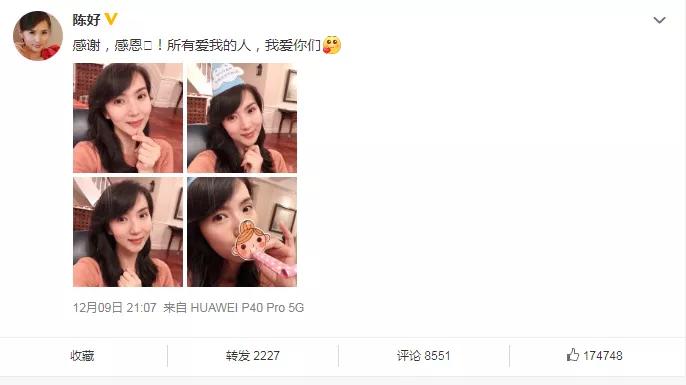 陈好
感谢，感恩！所有爱我的人，我爱你们
12月09日 21:07 来自 HUAWEI P40 Pro 5G
收藏
转发 2227
评论 8551
174748